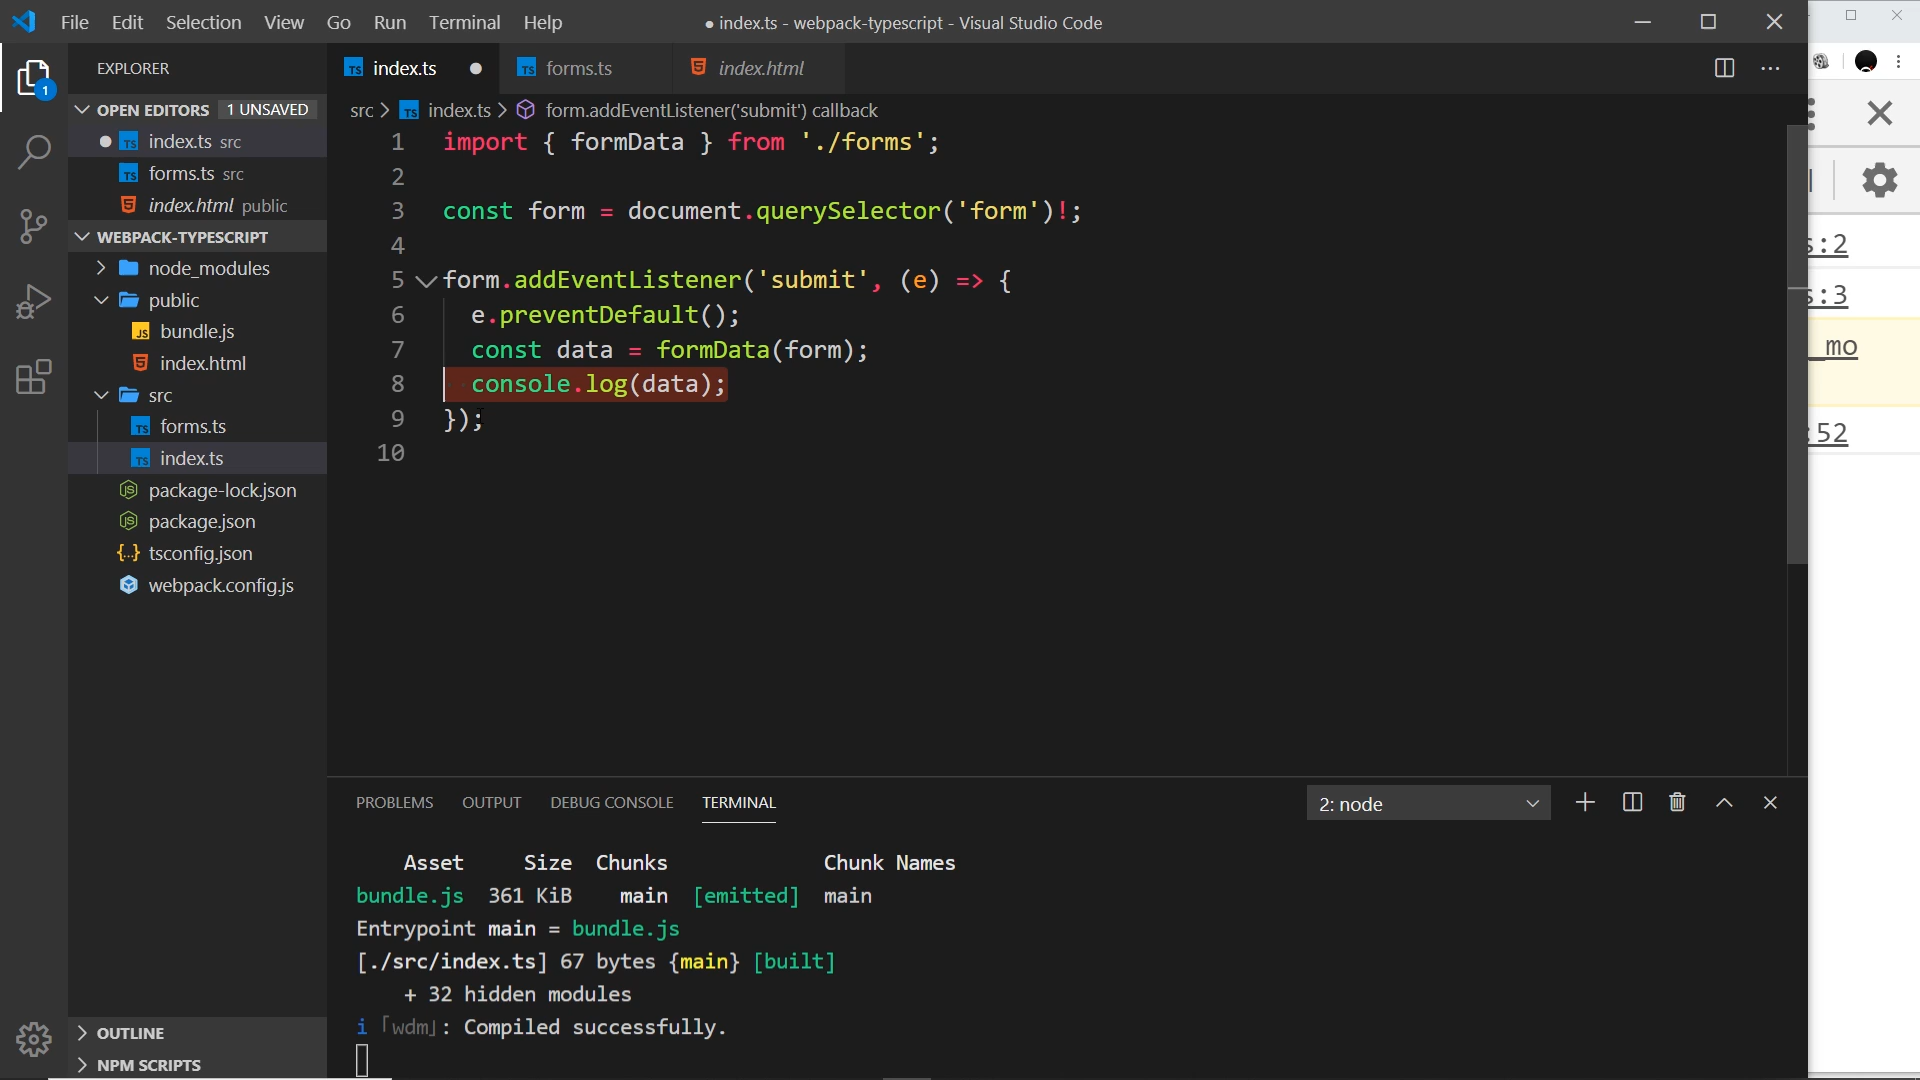 File Edit Selection View Go Run Terminal Help
● index.ts - webpack-typescript - Visual Studio Code
EXPLORER
OPEN EDITORS 1 UNSAVED
index.ts src
forms.ts src
index.html public
WEBPACK-TYPESCRIPT
node_modules
public
bundle.js
index.html
src
forms.ts
index.ts
package-lock.json
package.json
tsconfig.json
webpack.config.js
OUTLINE
NPM SCRIPTS
1
index.ts
forms.ts
index.html
src > index.ts > form.addEventListener('submit') callback
1 import { formData } from './forms';
2
3 const form = document.querySelector('form')!;
4
5 form.addEventListener('submit', (e) => {
6 e.preventDefault();
7 const data = formData(form);
8 console.log(data);
9 });
10
PROBLEMS OUTPUT DEBUG CONSOLE TERMINAL
2: node
Asset Size Chunks Chunk Names
bundle.js 361 KiB main [emitted] main
Entrypoint main = bundle.js
[./src/index.ts] 67 bytes {main} [built]
+ 32 hidden modules
i ｢wdm｣: Compiled successfully.
s:2
s:3
_mo
:52